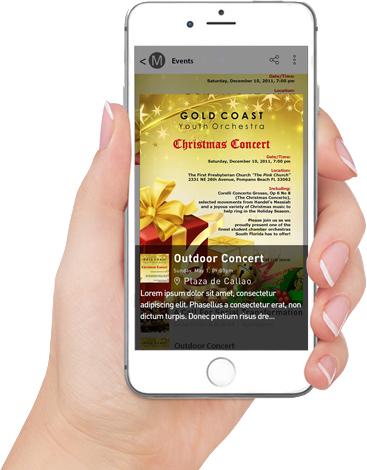 < M Events
Date/Time:
Saturday, December 10, 2011, 7:00 pm
Location:
GOLD COAST
Youth Orchestra
Christmas Concert
Date/Time:
Saturday, December 10, 2011, 7:00 pm
Location:
The First Presbyterian Church "The Pink Church"
2331 NE 26th Avenue, Pompano Beach FL 33062
Including:
Corelli Concerto Grosso, Op 6 No 8
(The Christmas Concerto),
selected movements from Handel's Messiah
and a joyous variety of Christmas music to
help ring in the Holiday Season.
Please join us as we
proudly present one of the
finest student chamber orchestras
South Florida has to offer!
Outdoor Concert
Sunday, May 1,
Plaza de Callao
Lorem ipsum dolor sit amet, consectetur
adipiscing elit. Phasellus a consectetur erat, non
dictum turpis. Donec pretium risus dre...
For Social Transformation
Outdoor Concert